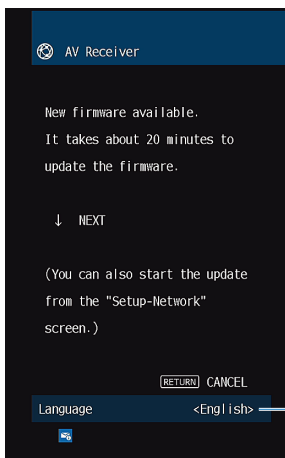 AV Receiver
New firmware available.
It takes about 20 minutes to
update the firmware.
↓ NEXT
(You can also start the update
from the "Setup-Network"
screen.)
RETURN CANCEL
Language <English>